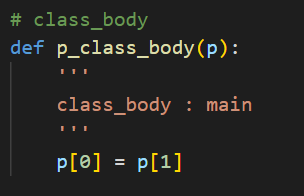 # class_body
def p_class_body(p):
    '''
    class_body : main
    '''
    p[0] = p[1]